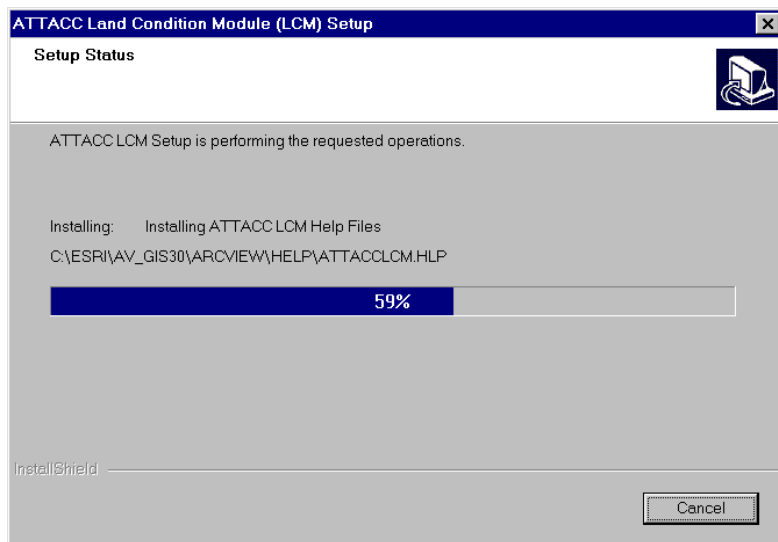 ATTACC Land Condition Module (LCM) Setup
Setup Status
ATTACC LCM Setup is performing the requested operations.
Installing: Installing ATTACC LCM Help Files
C:\ESRI\AV_GIS30\ARCVIEW\HELP\ATTACCLCM.HLP
59%
InstallShield
Cancel